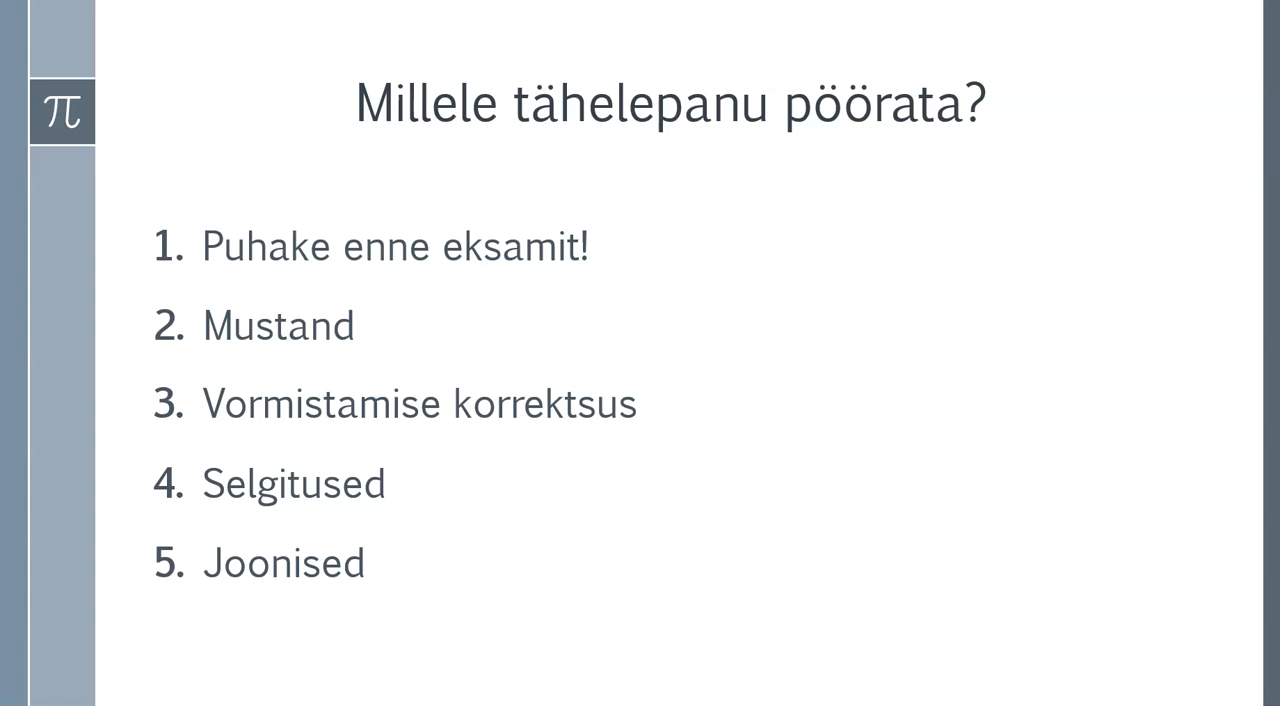 π
Millele tähelepanu pöörata?
1. Puhake enne eksamit!
2. Mustand
3. Vormistamise korrektsus
4. Selgitused
5. Joonised